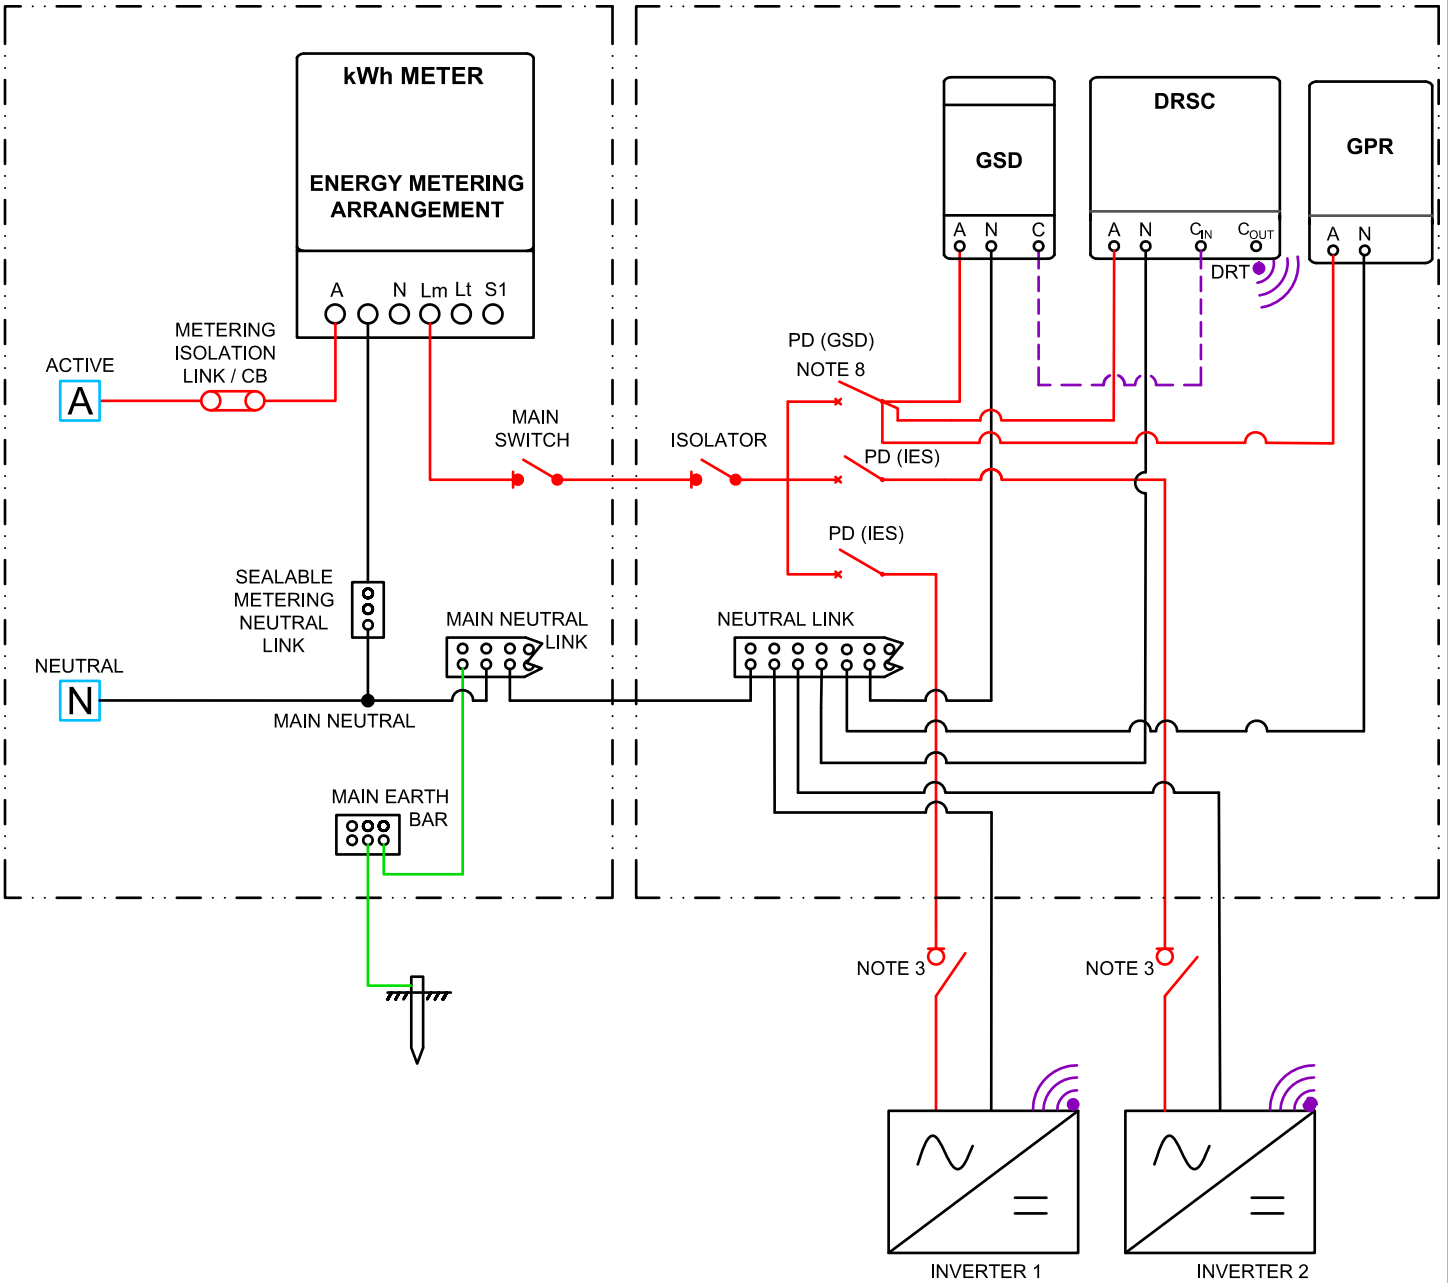 kWh METER
ENERGY METERING
ARRANGEMENT
A N Lm Lt S1
METERING
ISOLATION
LINK / CB
ACTIVE
A
MAIN
SWITCH
SEALABLE
METERING
NEUTRAL
LINK
MAIN NEUTRAL
LINK
NEUTRAL
N
MAIN NEUTRAL
MAIN EARTH
BAR
GSD
A N C
DRSC
A N CIN COUT
DRT
GPR
A N
PD (GSD)
NOTE 8
ISOLATOR
PD (IES)
PD (IES)
NEUTRAL LINK
NOTE 3
NOTE 3
INVERTER 1
INVERTER 2